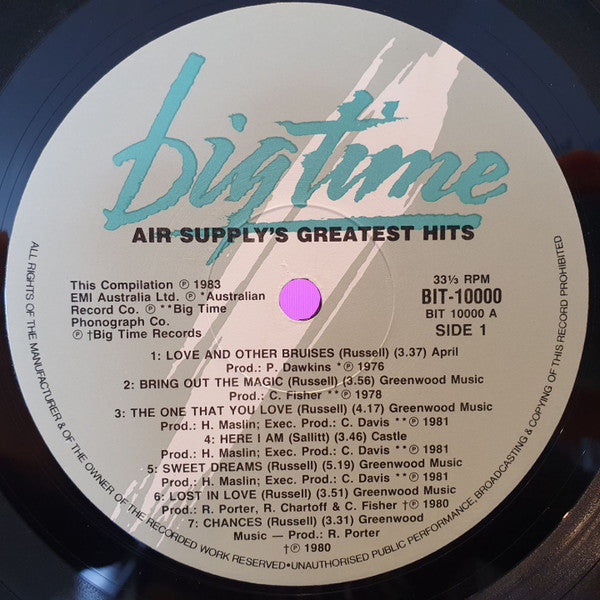 bigtime
AIR SUPPLY'S GREATEST HITS
This Compilation ℗ 1983
EMI Australia Ltd. ℗ *Australian
Record Co. ℗ **Big Time
Phonograph Co.
℗ †Big Time Records
33⅓ RPM
BIT-10000
BIT 10000 A
SIDE 1
1: LOVE AND OTHER BRUISES (Russell) (3.37) April
Prod.: P. Dawkins *℗ 1976
2: BRING OUT THE MAGIC (Russell) (3.56) Greenwood Music
Prod.: C. Fisher **℗ 1978
3: THE ONE THAT YOU LOVE (Russell) (4.17) Greenwood Music
Prod.: H. Maslin; Exec. Prod.: C. Davis **℗ 1981
4: HERE I AM (Sallitt) (3.46) Castle
Prod.: H. Maslin; Exec. Prod.: C. Davis **℗ 1981
5: SWEET DREAMS (Russell) (5.19) Greenwood Music
Prod.: H. Maslin; Exec. Prod.: C. Davis **℗ 1981
6: LOST IN LOVE (Russell) (3.51) Greenwood Music
Prod.: R. Porter, R. Chartoff & C. Fisher †℗ 1980
7: CHANCES (Russell) (3.31) Greenwood
Music — Prod.: R. Porter
†℗ 1980
ALL RIGHTS OF THE MANUFACTURER & OF THE OWNER OF THE RECORDED WORK RESERVED•UNAUTHORISED PUBLIC PERFORMANCE, BROADCASTING & COPYING OF THIS RECORD PROHIBITED